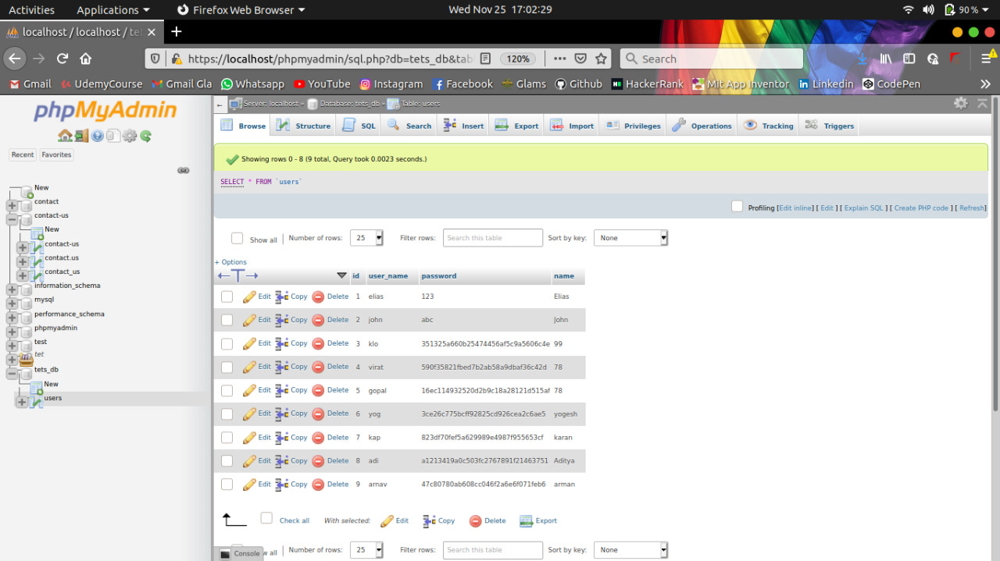 Activities Applications Firefox Web Browser Wed Nov 25 17:02:29 90 %
localhost / localhost / tet
https://localhost/phpmyadmin/sql.php?db=tets_db&tab 120% Search
Gmail UdemyCourse Gmail Gla Whatsapp YouTube Instagram Facebook Glams Github HackerRank Mit App Inventor Linkedin CodePen
phpMyAdmin
Recent Favorites
New
contact
contact-us
New
contact-us
contact.us
contact_us
information_schema
mysql
performance_schema
phpmyadmin
test
tet
tets_db
New
users
Server: localhost » Database: tets_db » Table: users
Browse Structure SQL Search Insert Export Import Privileges Operations Tracking Triggers
Showing rows 0 - 8 (9 total, Query took 0.0023 seconds.)
SELECT * FROM `users`
Profiling [Edit inline] [ Edit ] [ Explain SQL ] [ Create PHP code ] [ Refresh]
Show all | Number of rows: 25 Filter rows: Search this table Sort by key: None
+ Options
id user_name password name
Edit Copy Delete 1 elias 123 Elias
Edit Copy Delete 2 john abc John
Edit Copy Delete 3 klo 351325a660b25474456af5c9a5606c4e 99
Edit Copy Delete 4 virat 590f35821fbed7b2ab58a9dbaf36c42d 78
Edit Copy Delete 5 gopal 16ec114932520d2b9c18a28121d515af 78
Edit Copy Delete 6 yog 3ce26c775bcff92825cd926cea2c6ae5 yogesh
Edit Copy Delete 7 kap 823df70fef5a629989e4987f955653cf karan
Edit Copy Delete 8 adi a1213419a0c503fc2767891f21463751 Aditya
Edit Copy Delete 9 arnav 47c80780ab608cc046f2a6e6f071feb6 arman
Check all With selected: Edit Copy Delete Export
Console w all | Number of rows: 25 Filter rows: Search this table Sort by key: None